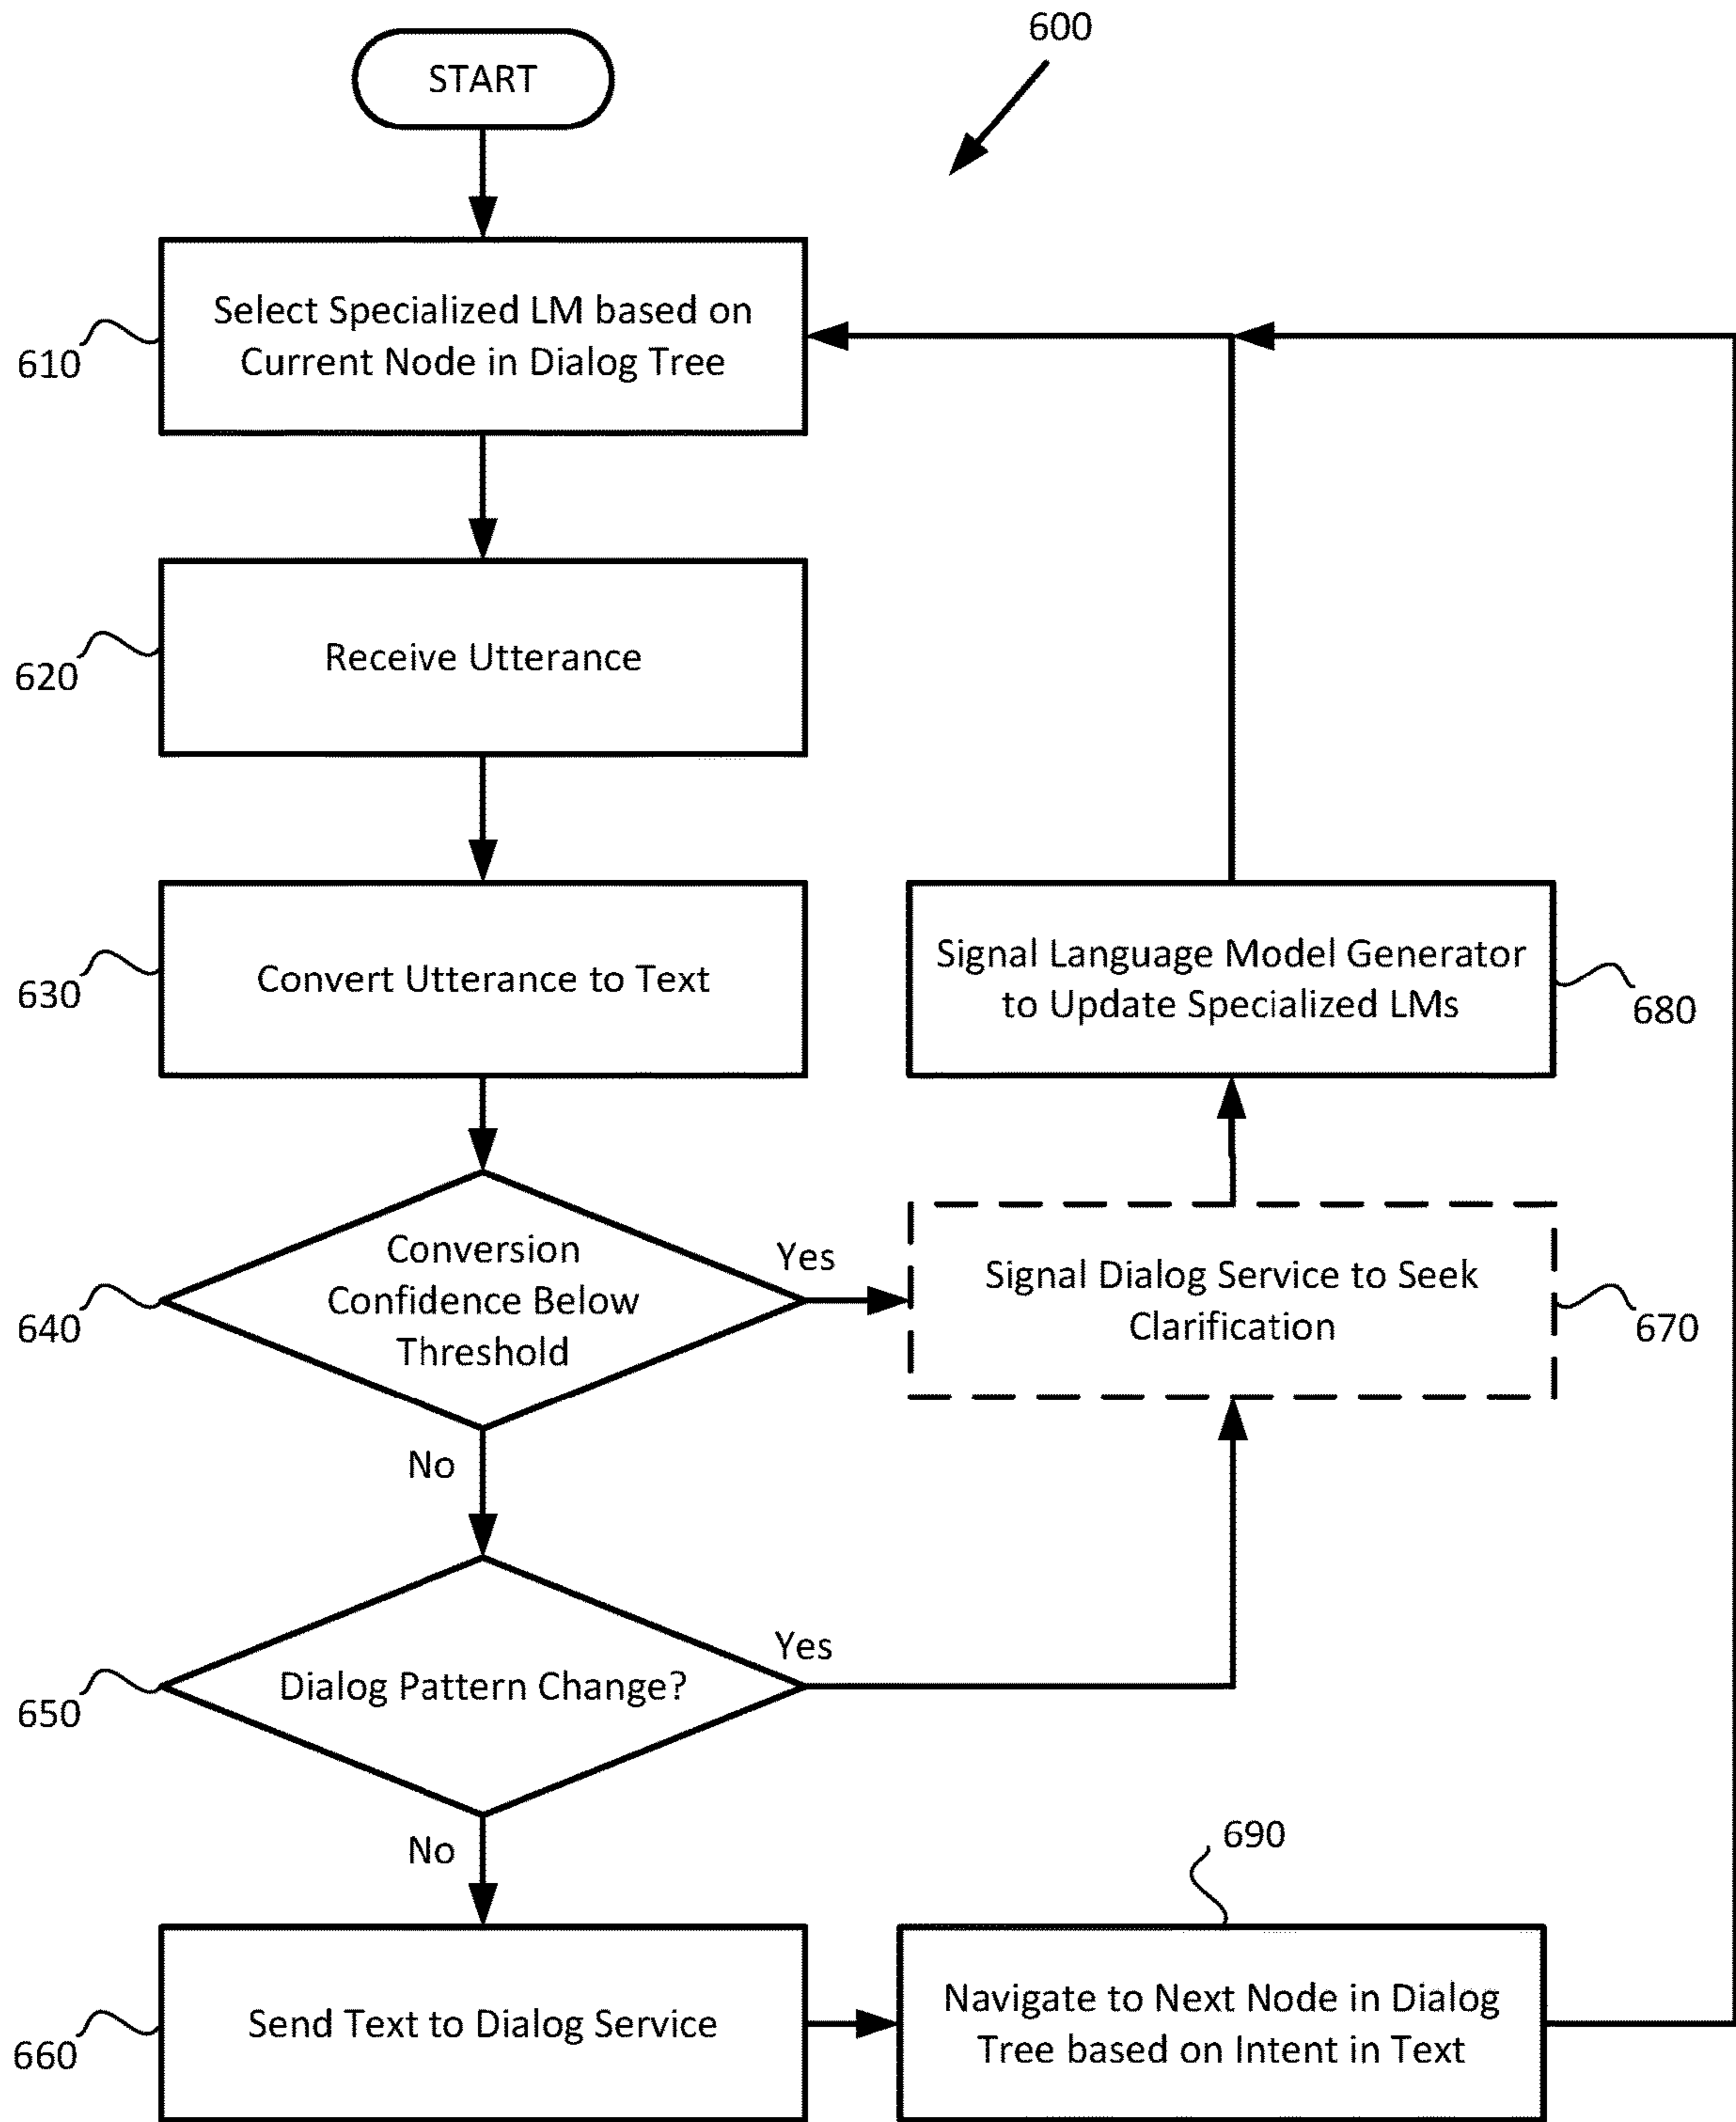 600
START
Select Specialized LM based on
Current Node in Dialog Tree
610
Receive Utterance
620
Convert Utterance to Text
630
Signal Language Model Generator
to Update Specialized LMs
680
Conversion
Confidence Below
Threshold
640
Yes
Signal Dialog Service to Seek
Clarification
670
No
Dialog Pattern Change?
650
Yes
No
690
Send Text to Dialog Service
660
Navigate to Next Node in Dialog
Tree based on Intent in Text